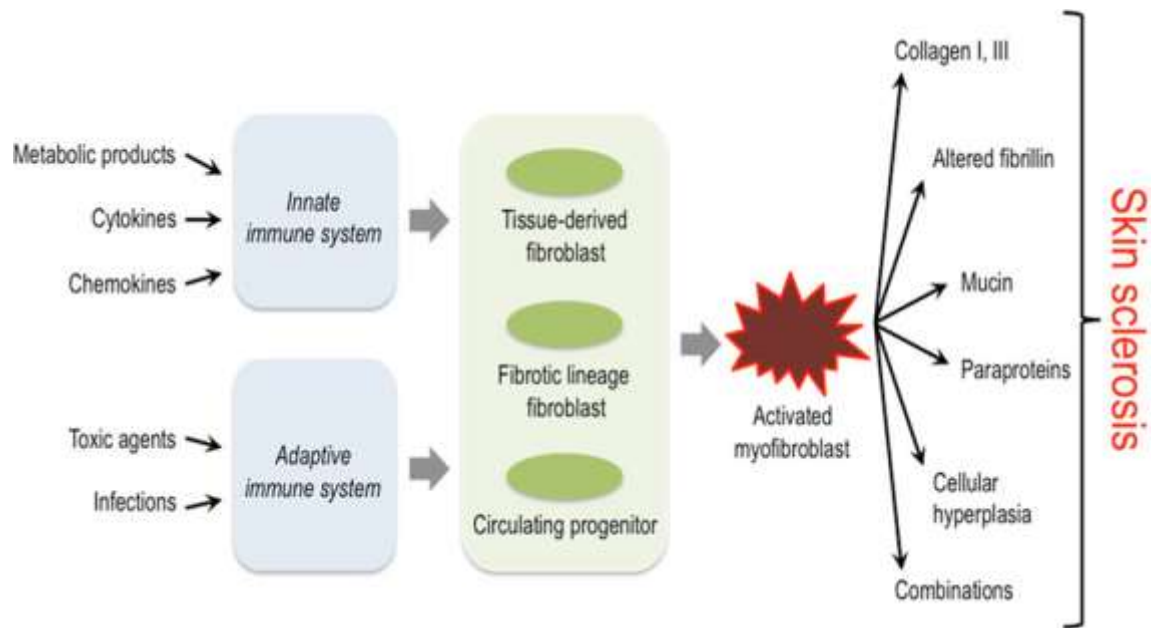 Metabolic products
Cytokines
Chemokines
Innate
immune system
Toxic agents
Infections
Adaptive
immune system
Tissue-derived
fibroblast
Fibrotic lineage
fibroblast
Circulating progenitor
Activated
myofibroblast
Collagen I, III
Altered fibrillin
Mucin
Paraproteins
Cellular
hyperplasia
Combinations
Skin sclerosis